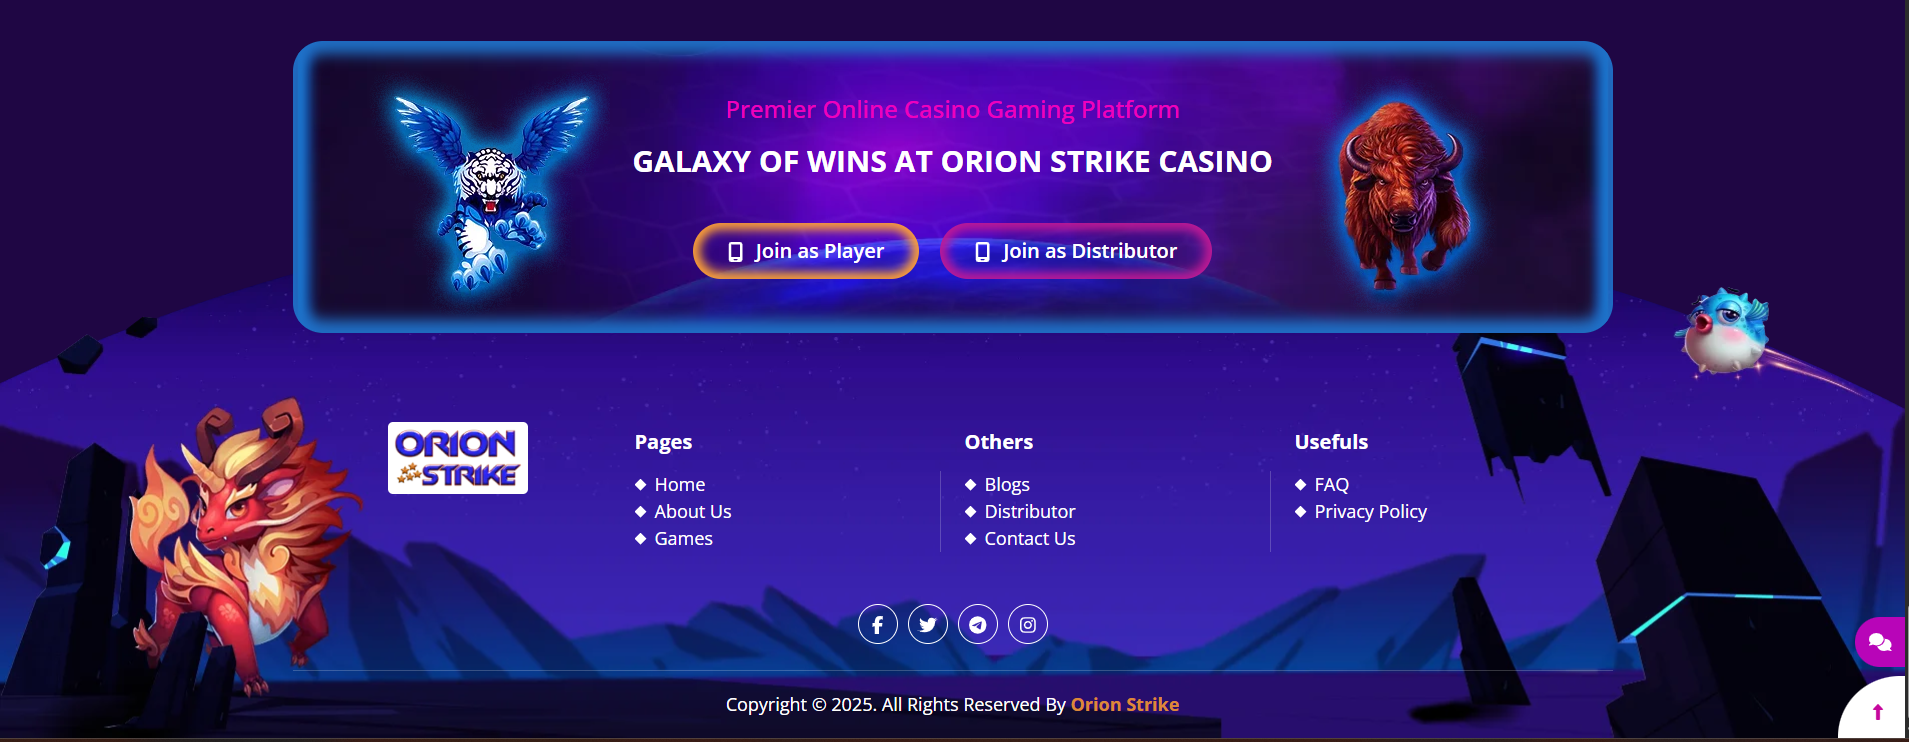 Premier Online Casino Gaming Platform
GALAXY OF WINS AT ORION STRIKE CASINO
Join as Player
Join as Distributor
ORION
STRIKE
Pages
Home
About Us
Games
Others
Blogs
Distributor
Contact Us
Usefuls
FAQ
Privacy Policy
Copyright © 2025. All Rights Reserved By Orion Strike